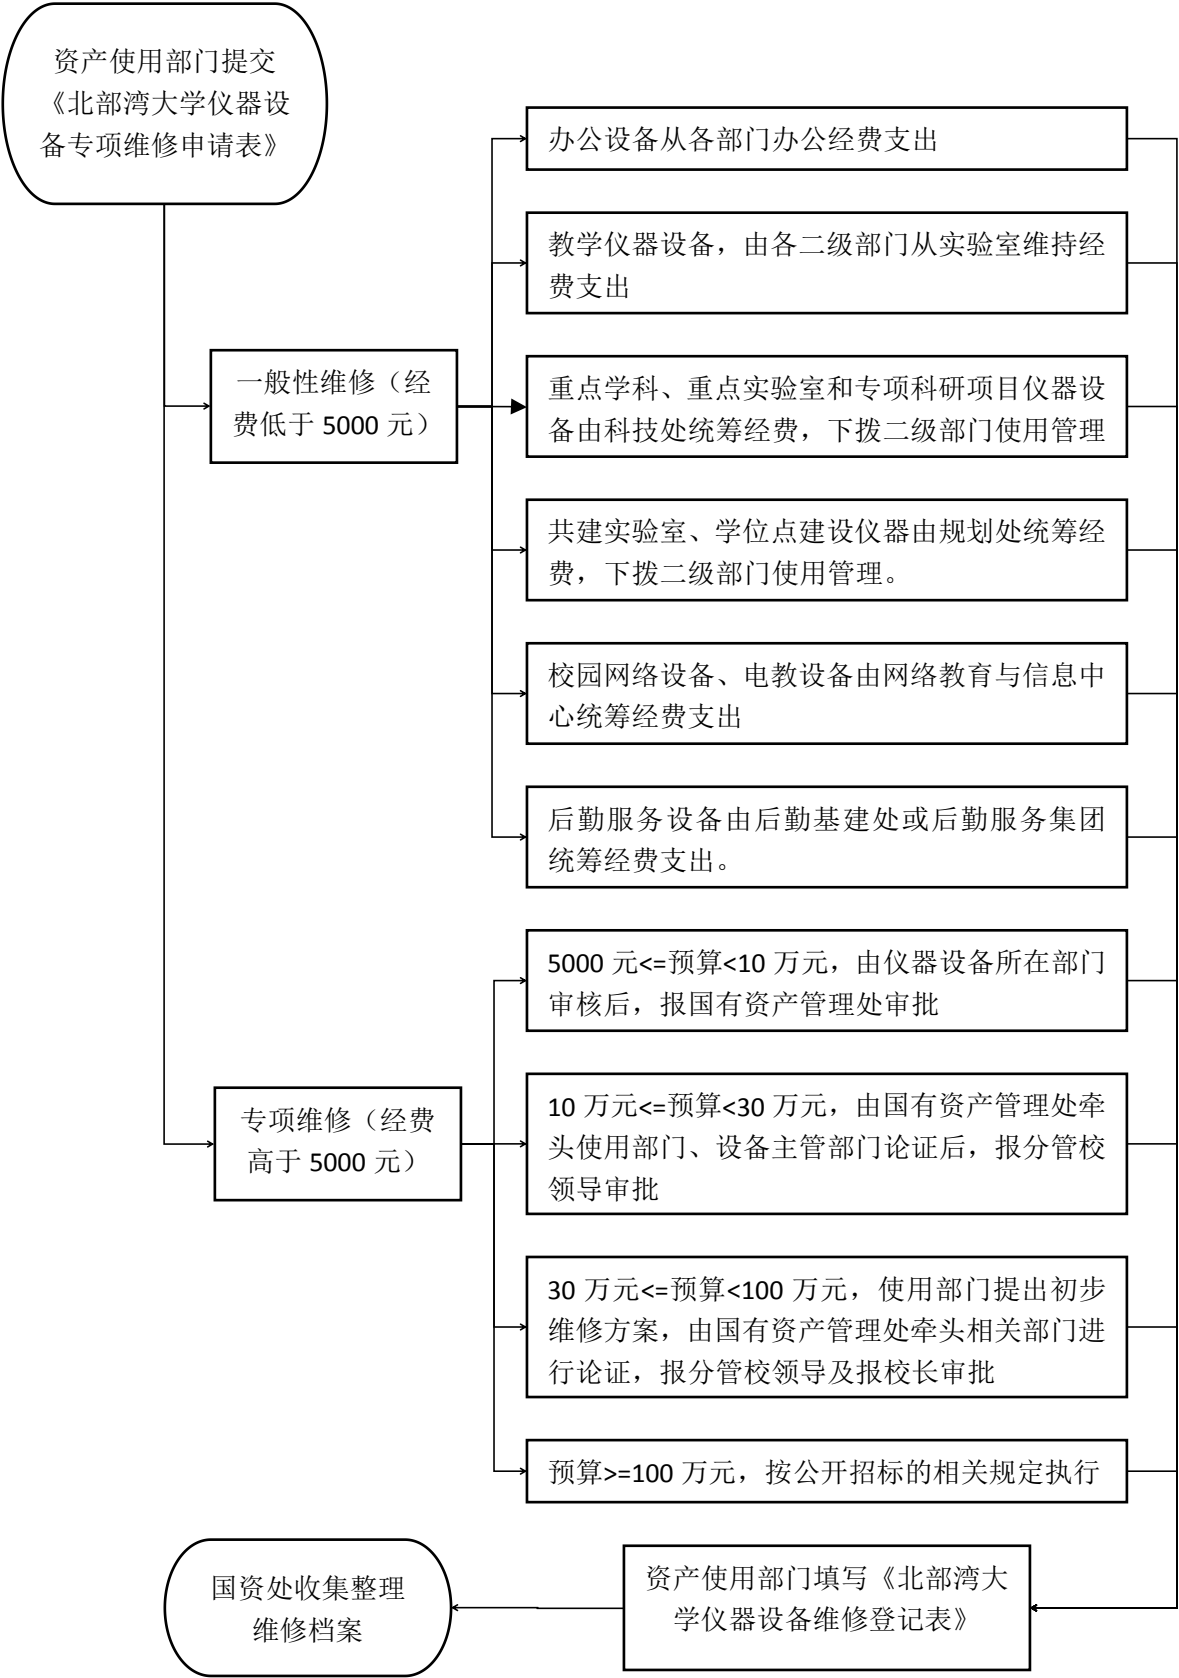 资产使用部门提交
《北部湾大学仪器设
备专项维修申请表》
办公设备从各部门办公经费支出
教学仪器设备，由各二级部门从实验室维持经
费支出
一般性维修（经
费低于 5000 元）
重点学科、重点实验室和专项科研项目仪器设
备由科技处统筹经费，下拨二级部门使用管理
共建实验室、学位点建设仪器由规划处统筹经
费，下拨二级部门使用管理。
校园网络设备、电教设备由网络教育与信息中
心统筹经费支出
后勤服务设备由后勤基建处或后勤服务集团
统筹经费支出。
5000 元<=预算<10 万元，由仪器设备所在部门
审核后，报国有资产管理处审批
专项维修（经费
高于 5000 元）
10 万元<=预算<30 万元，由国有资产管理处牵
头使用部门、设备主管部门论证后，报分管校
领导审批
30 万元<=预算<100 万元，使用部门提出初步
维修方案，由国有资产管理处牵头相关部门进
行论证，报分管校领导及报校长审批
预算>=100 万元，按公开招标的相关规定执行
资产使用部门填写《北部湾大
学仪器设备维修登记表》
国资处收集整理
维修档案